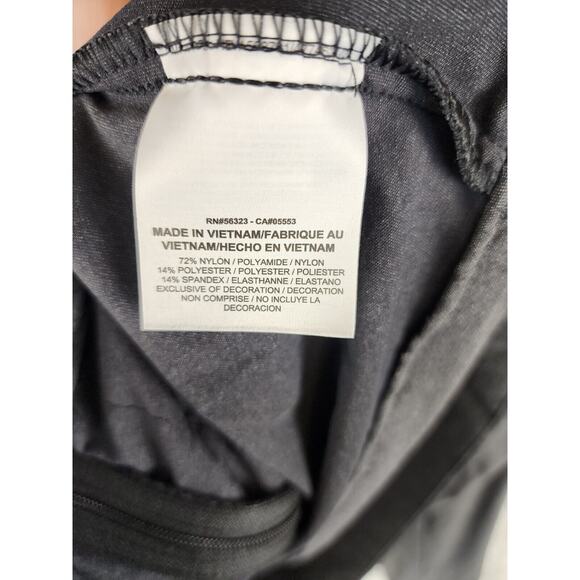 RN#56323 - CA#05553
MADE IN VIETNAM/FABRIQUE AU
VIETNAM/HECHO EN VIETNAM
72% NYLON / POLYAMIDE / NYLON
14% POLYESTER / POLYESTER / POLIESTER
14% SPANDEX / ELASTHANNE / ELASTANO
EXCLUSIVE OF DECORATION / DECORATION
NON COMPRISE / NO INCLUYE LA
DECORACION